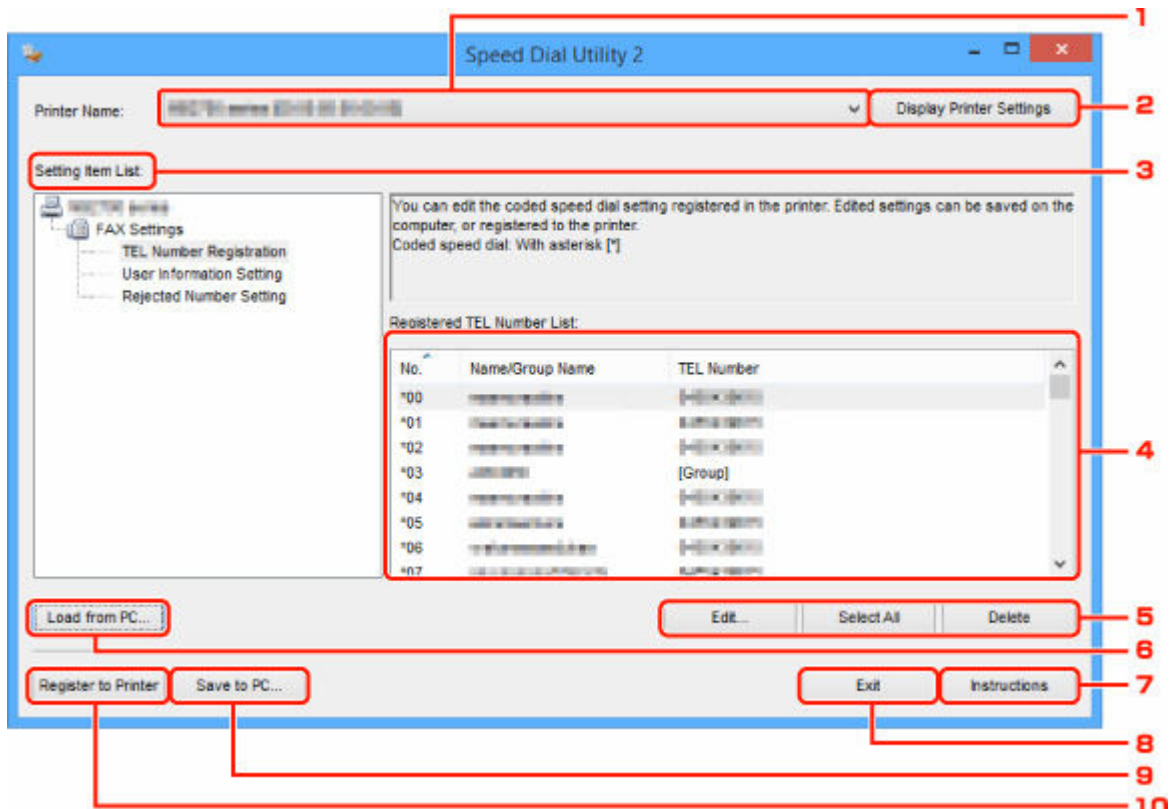 1
Speed Dial Utility 2
Printer Name:
Display Printer Settings
2
Setting Item List:
3
FAX Settings
TEL Number Registration
User Information Setting
Rejected Number Setting
You can edit the coded speed dial setting registered in the printer. Edited settings can be saved on the
computer, or registered to the printer.
Coded speed dial: With asterisk [*]
Registered TEL Number List:
No. Name/Group Name TEL Number
*00
*01
*02
*03 [Group]
*04
*05
*06
*07
4
Load from PC... Edit... Select All Delete
5
6
Register to Printer Save to PC... Exit Instructions
7
8
9
10